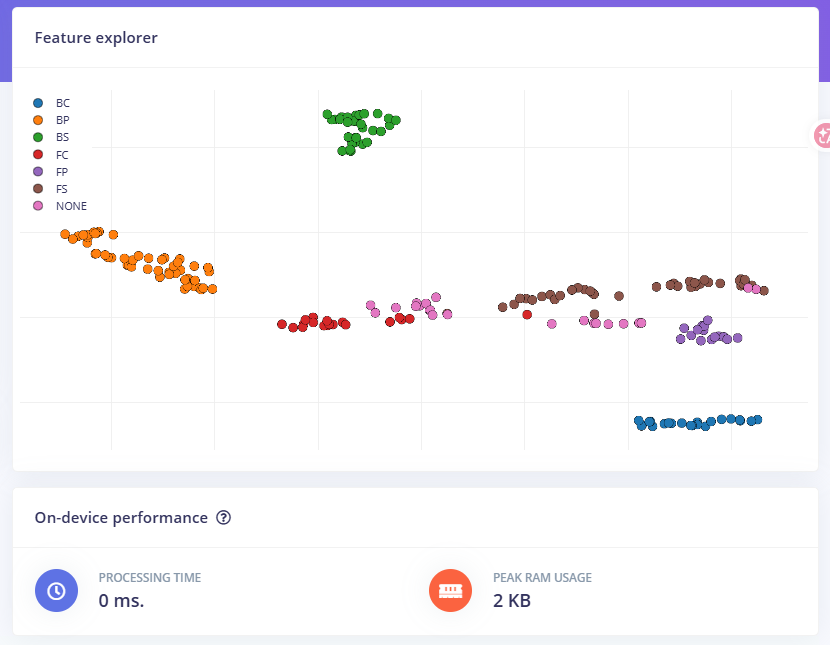 Feature explorer
BC
BP
BS
FC
FP
FS
NONE
On-device performance
PROCESSING TIME
0 ms.
PEAK RAM USAGE
2 KB